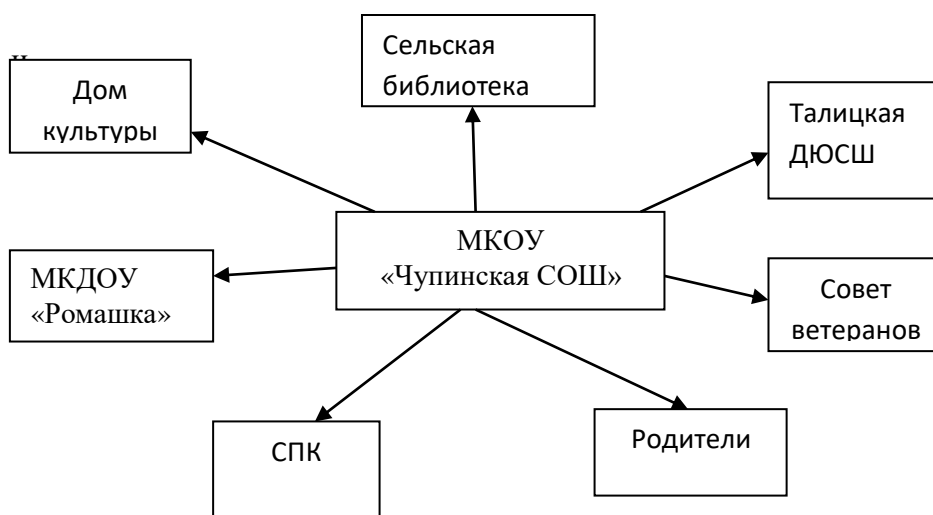 Сельская
библиотека
Дом
культуры
Талицкая
ДЮСШ
МКОУ
«Чупинская СОШ»
МКДОУ
«Ромашка»
Совет
ветеранов
СПК
Родители